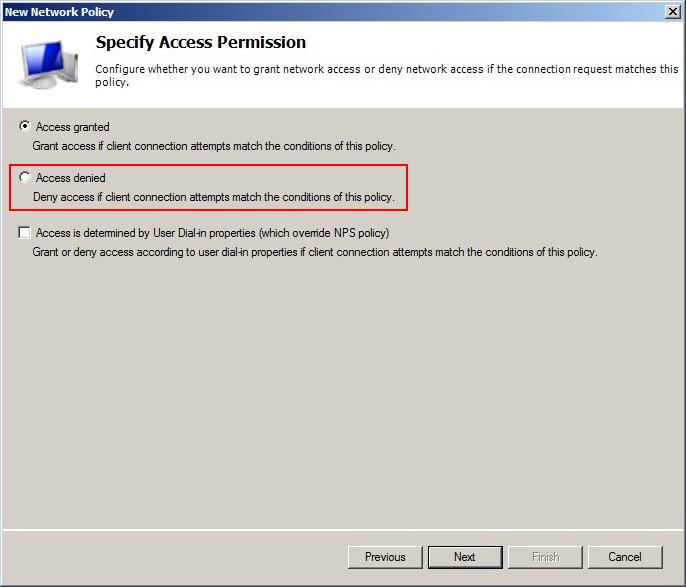 New Network Policy
Specify Access Permission
Configure whether you want to grant network access or deny network access if the connection request matches this
policy.
Access granted
Grant access if client connection attempts match the conditions of this policy.
Access denied
Deny access if client connection attempts match the conditions of this policy.
Access is determined by User Dial-in properties (which override NPS policy)
Grant or deny access according to user dial-in properties if client connection attempts match the conditions of this policy.
Previous
Next
Finish
Cancel